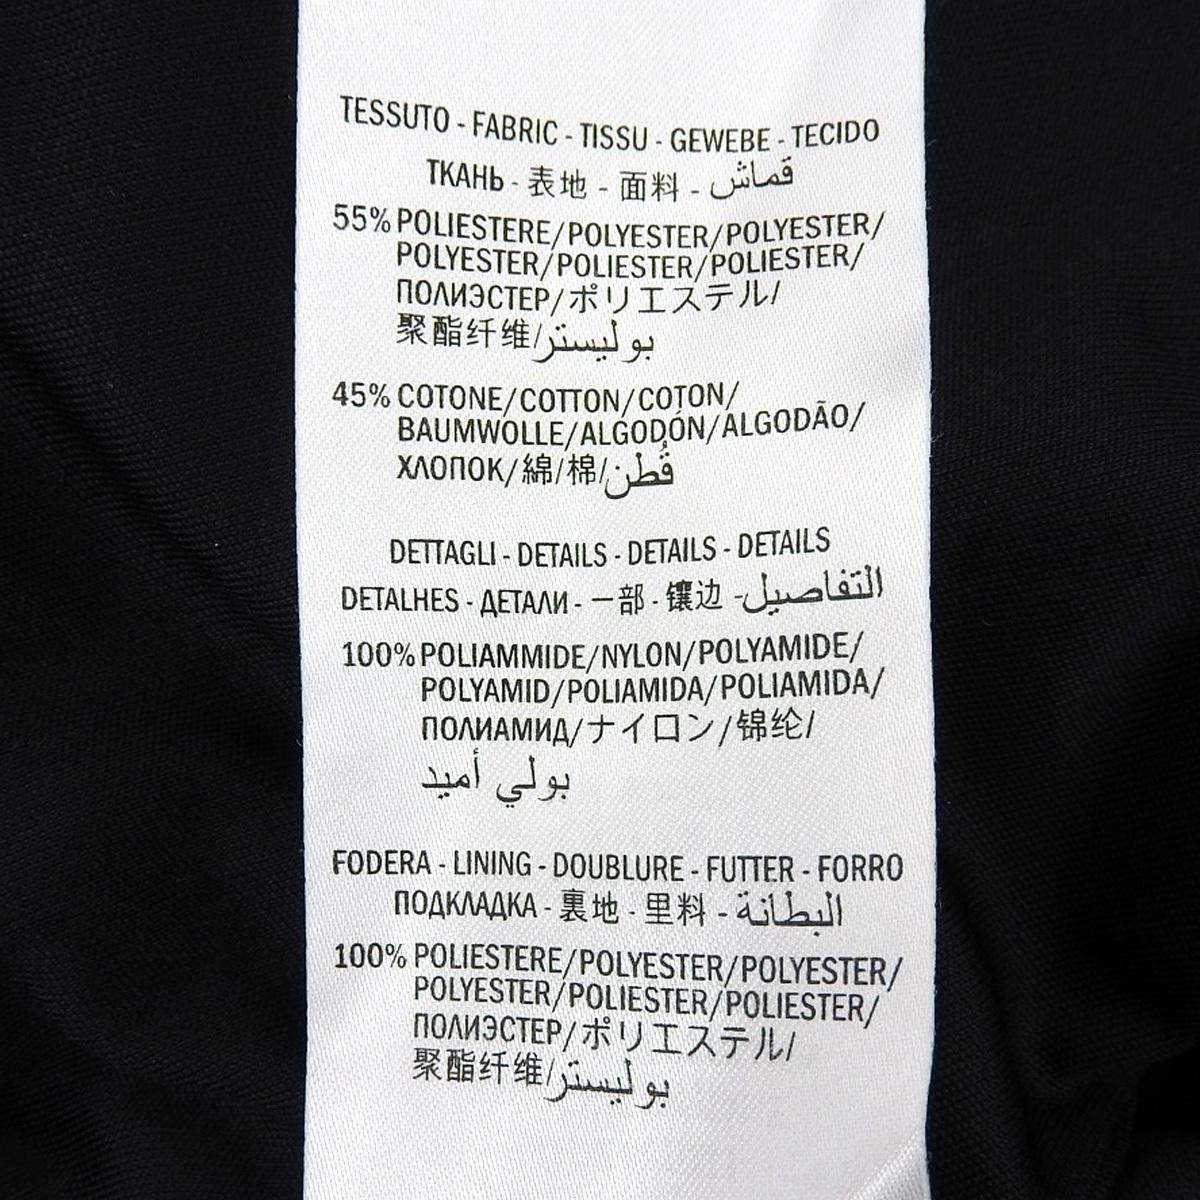 TESSUTO - FABRIC - TISSU - GEWEBE - TECIDO
ТКАНЬ - 表地 - 面料 - قماش
55% POLIESTERE/POLYESTER/POLYESTER/
POLYESTER/POLIESTER/POLIESTER/
ПОЛИЭСТЕР/ポリエステル/
聚酯纤维/بوليستر
45% COTONE/COTTON/COTON/
BAUMWOLLE/ALGODÓN/ALGODÃO/
ХЛОПОК/綿/棉/قُطن
DETTAGLI - DETAILS - DETAILS - DETAILS
DETALHES - ДЕТАЛИ - 一部 - 镶边 - التفاصيل
100% POLIAMMIDE/NYLON/POLYAMIDE/
POLYAMID/POLIAMIDA/POLIAMIDA/
ПОЛИАМИД/ナイロン/锦纶/
بولي أميد
FODERA - LINING - DOUBLURE - FUTTER - FORRO
ПОДКЛАДКА - 裏地 - 里料 - البطانة
100% POLIESTERE/POLYESTER/POLYESTER/
POLYESTER/POLIESTER/POLIESTER/
ПОЛИЭСТЕР/ポリエステル/
聚酯纤维/بوليستر